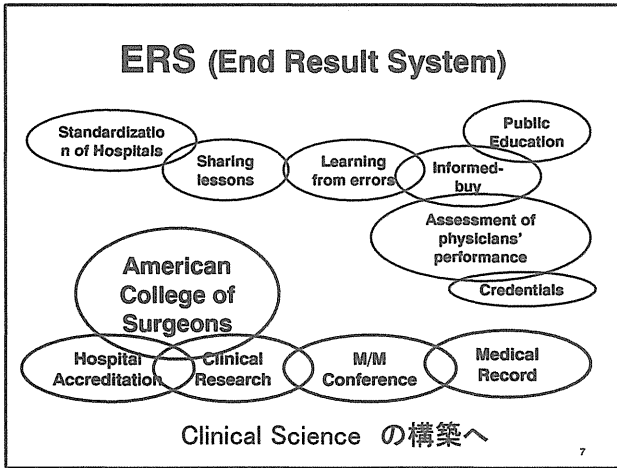 ERS (End Result System)
Standardizatio
n of Hospitals
Sharing
lessons
Learning
from errors
Informed-
buy
Public
Education
Assessment of
physicians'
performance
Credentials
American
College of
Surgeons
Hospital
Accreditation
Clinical
Research
M/M
Conference
Medical
Record
Clinical Science の構築へ
7